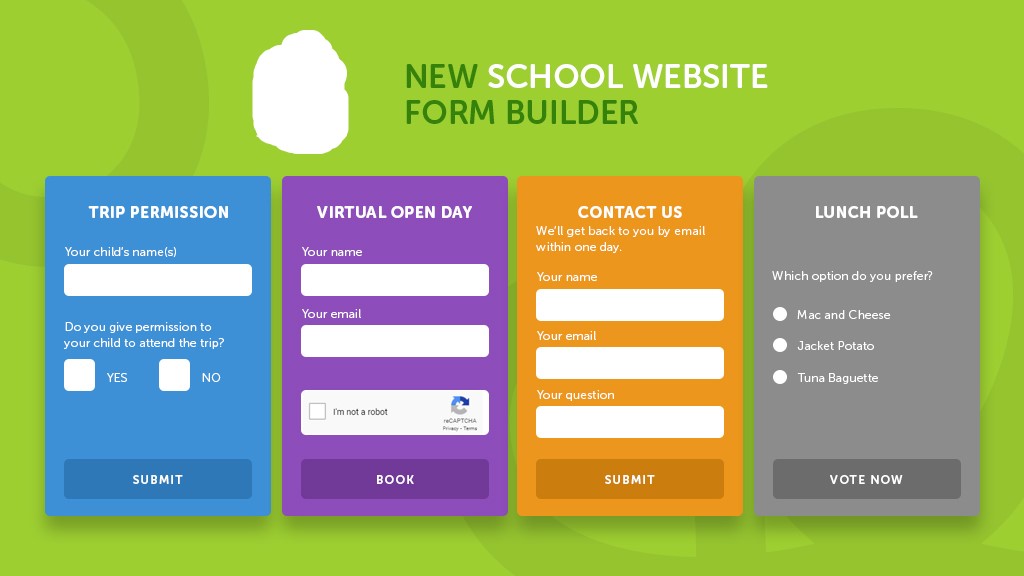 NEW SCHOOL WEBSITE
FORM BUILDER
TRIP PERMISSION
Your child's name(s)
Do you give permission to
your child to attend the trip?
YES
NO
SUBMIT
VIRTUAL OPEN DAY
Your name
Your email
I'm not a robot
reCAPTCHA
Privacy - Terms
BOOK
CONTACT US
We'll get back to you by email
within one day.
Your name
Your email
Your question
SUBMIT
LUNCH POLL
Which option do you prefer?
Mac and Cheese
Jacket Potato
Tuna Baguette
VOTE NOW